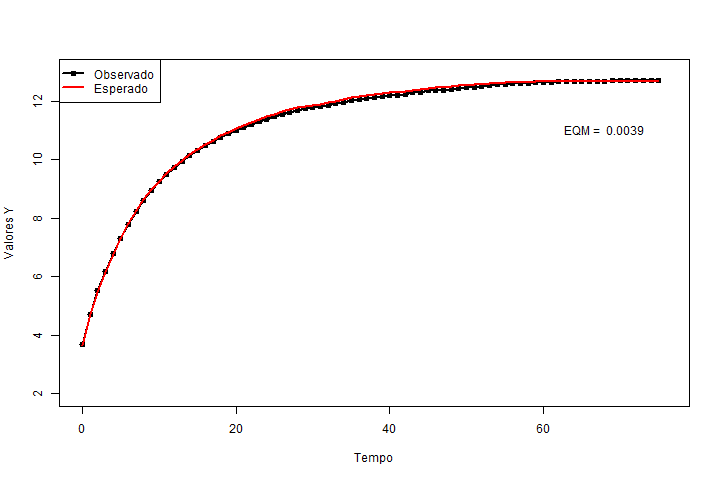 Observado
Esperado
EQM = 0.0039
Valores Y
12
10
8
6
4
2
0
20
40
60
Tempo